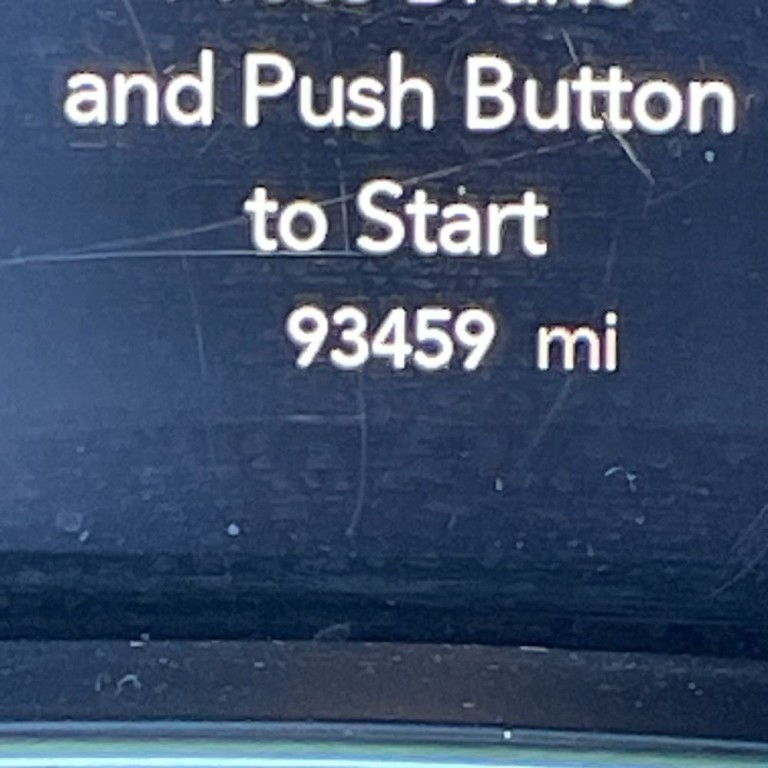 and Push Button
to Start
93459 mi